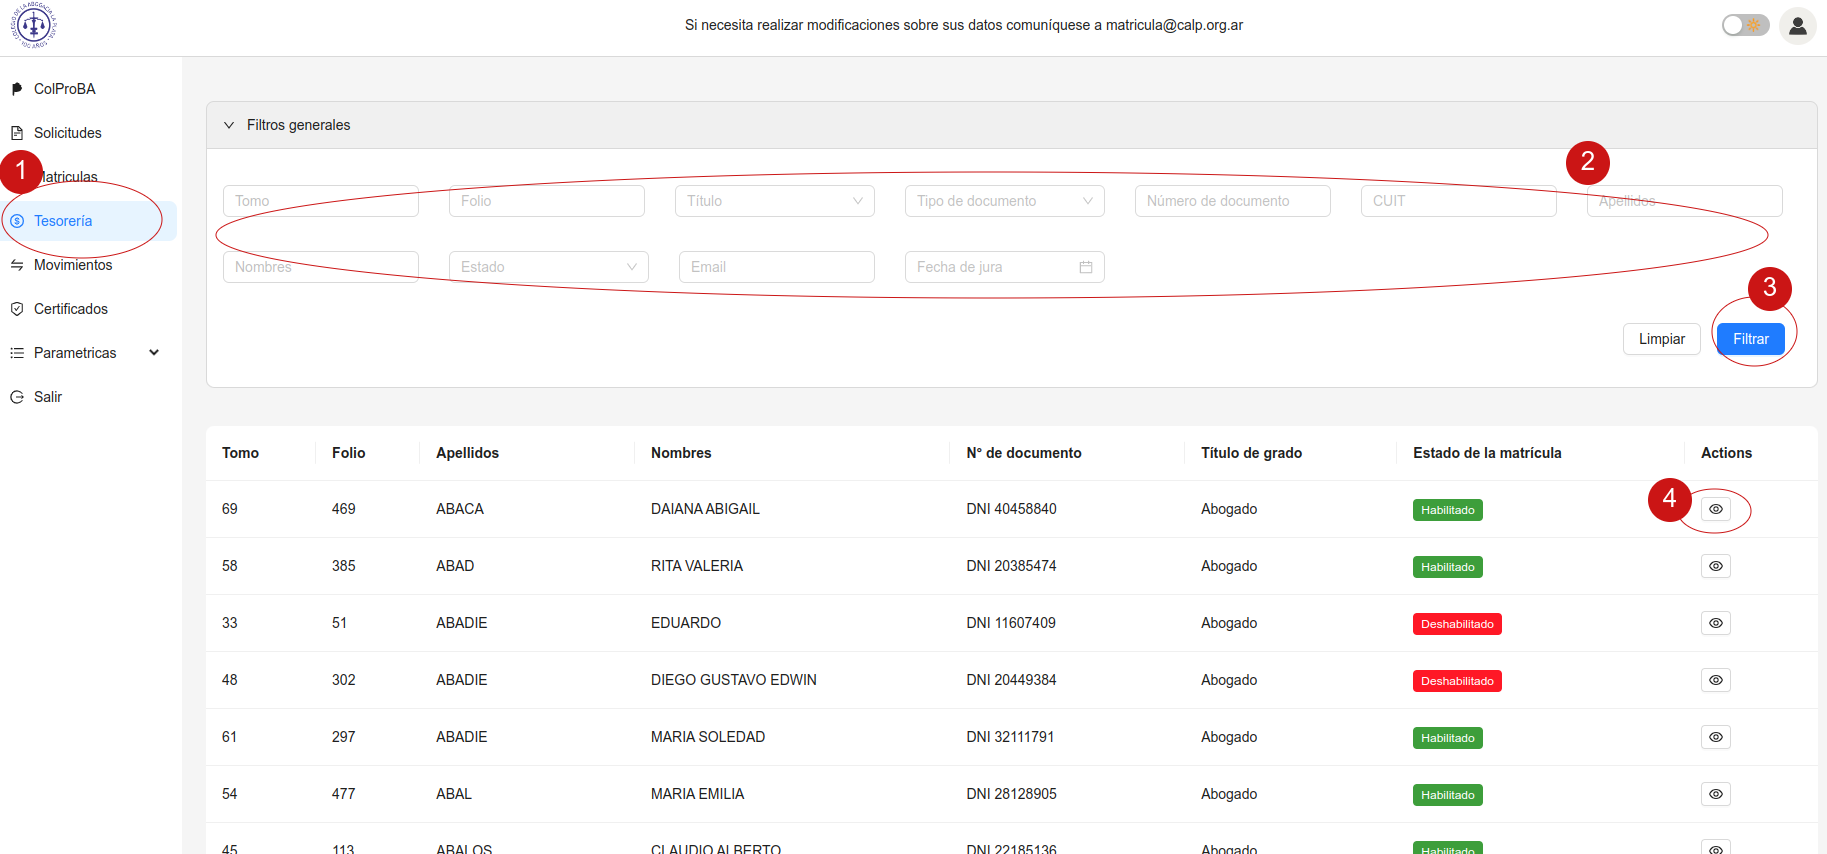 Si necesita realizar modificaciones sobre sus datos comuníquese a matricula@calp.org.ar
ColProBA
Solicitudes
1
Matriculas
Tesorería
Movimientos
Certificados
Parametricas
Salir
Filtros generales
2
Tomo Folio Título Tipo de documento Número de documento CUIT Apellidos
Nombres Estado Email Fecha de jura
3
Limpiar Filtrar
Tomo Folio Apellidos Nombres N° de documento Título de grado Estado de la matrícula Actions
69 469 ABACA DAIANA ABIGAIL DNI 40458840 Abogado Habilitado 4
58 385 ABAD RITA VALERIA DNI 20385474 Abogado Habilitado
33 51 ABADIE EDUARDO DNI 11607409 Abogado Deshabilitado
48 302 ABADIE DIEGO GUSTAVO EDWIN DNI 20449384 Abogado Deshabilitado
61 297 ABADIE MARIA SOLEDAD DNI 32111791 Abogado Habilitado
54 477 ABAL MARIA EMILIA DNI 28128905 Abogado Habilitado
45 113 ABALOS CLAUDIO ALBERTO DNI 22185136 Abogado Habilitado